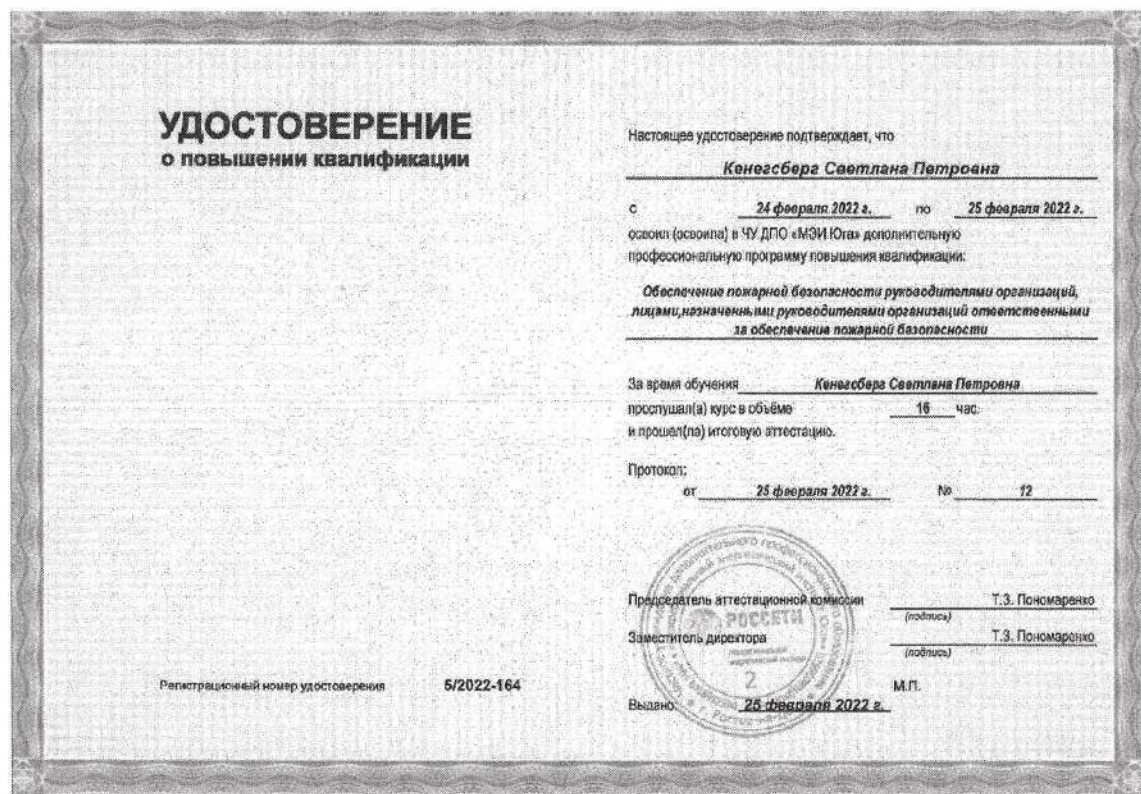 УДОСТОВЕРЕНИЕ
о повышении квалификации
Регистрационный номер удостоверения 5/2022-164
Настоящее удостоверение подтверждает, что
Кенегсберг Светлана Петровна
с 24 февраля 2022 г. по 25 февраля 2022 г.
освоил (освоила) в ЧУ ДПО «МЭИ Юга» дополнительную
профессиональную программу повышения квалификации:
Обеспечение пожарной безопасности руководителями организаций,
лицами,назначенными руководителями организаций ответственными
за обеспечение пожарной безопасности
За время обучения Кенегсберг Светлана Петровна
прослушал(а) курс в объёме 16 час.
и прошел(ла) итоговую аттестацию.
Протокол:
от 25 февраля 2022 г. № 12
Председатель аттестационной комиссии Т.З. Пономаренко
(подпись)
Заместитель директора Т.З. Пономаренко
(подпись)
М.П.
Выдано: 25 февраля 2022 г.
РОССЕТИ
2